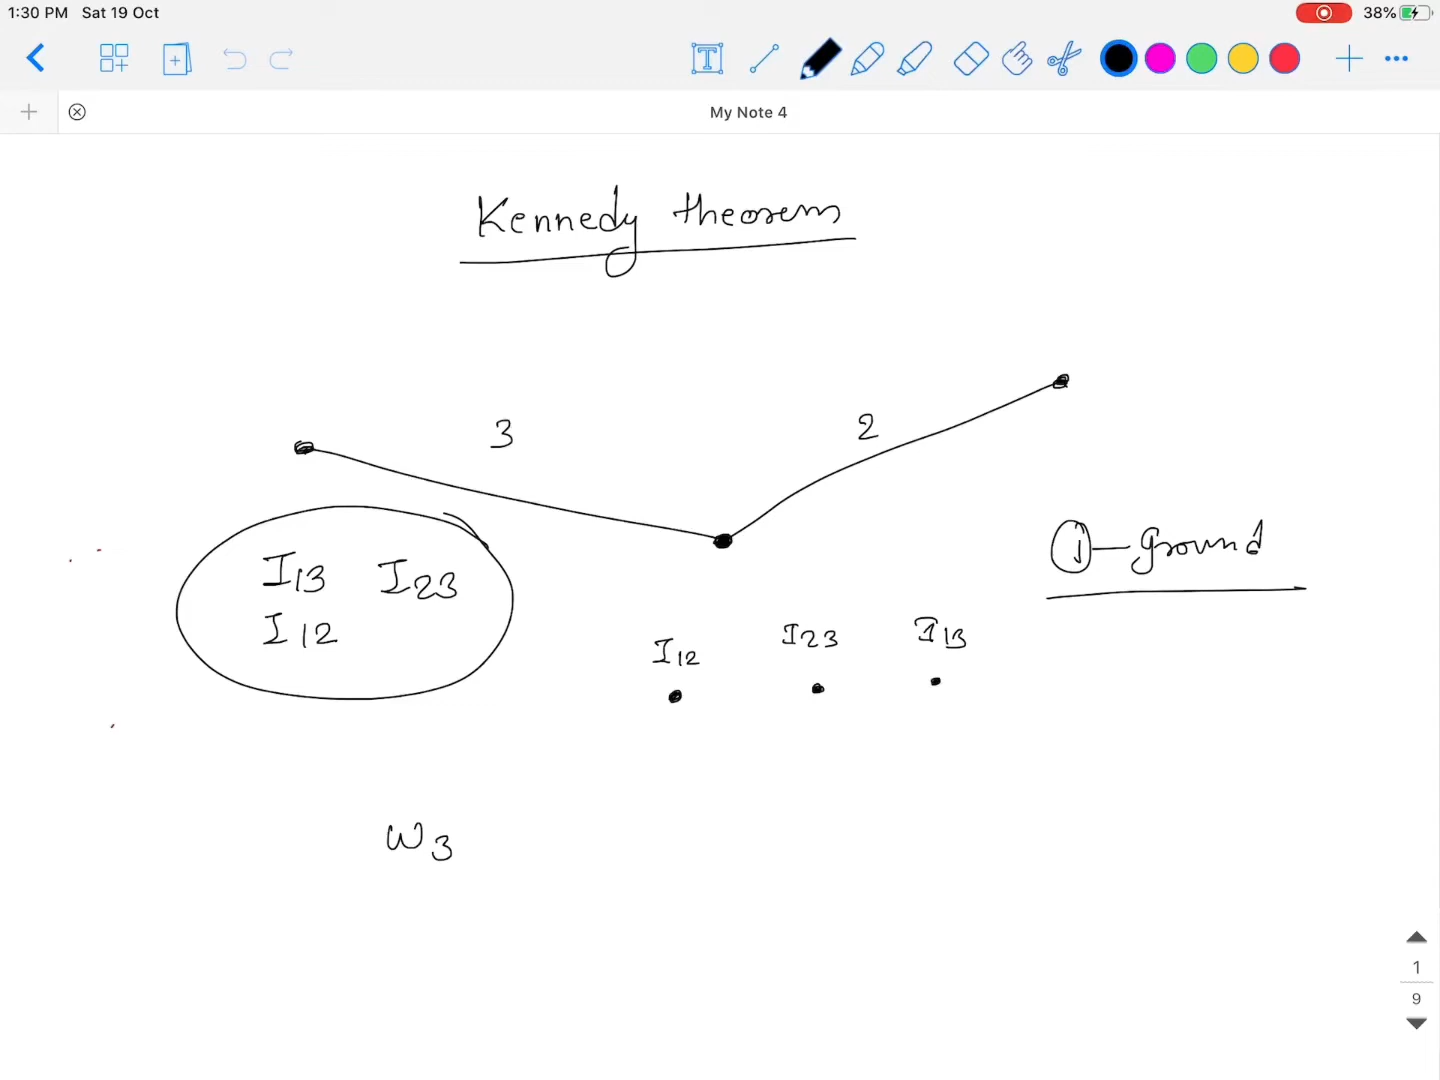 1:30 PM Sat 19 Oct
38%
T
My Note 4
Kennedy theorem
3
2
1 - ground
I13 I23
I12
I12 I23 I13
ω3
1
9